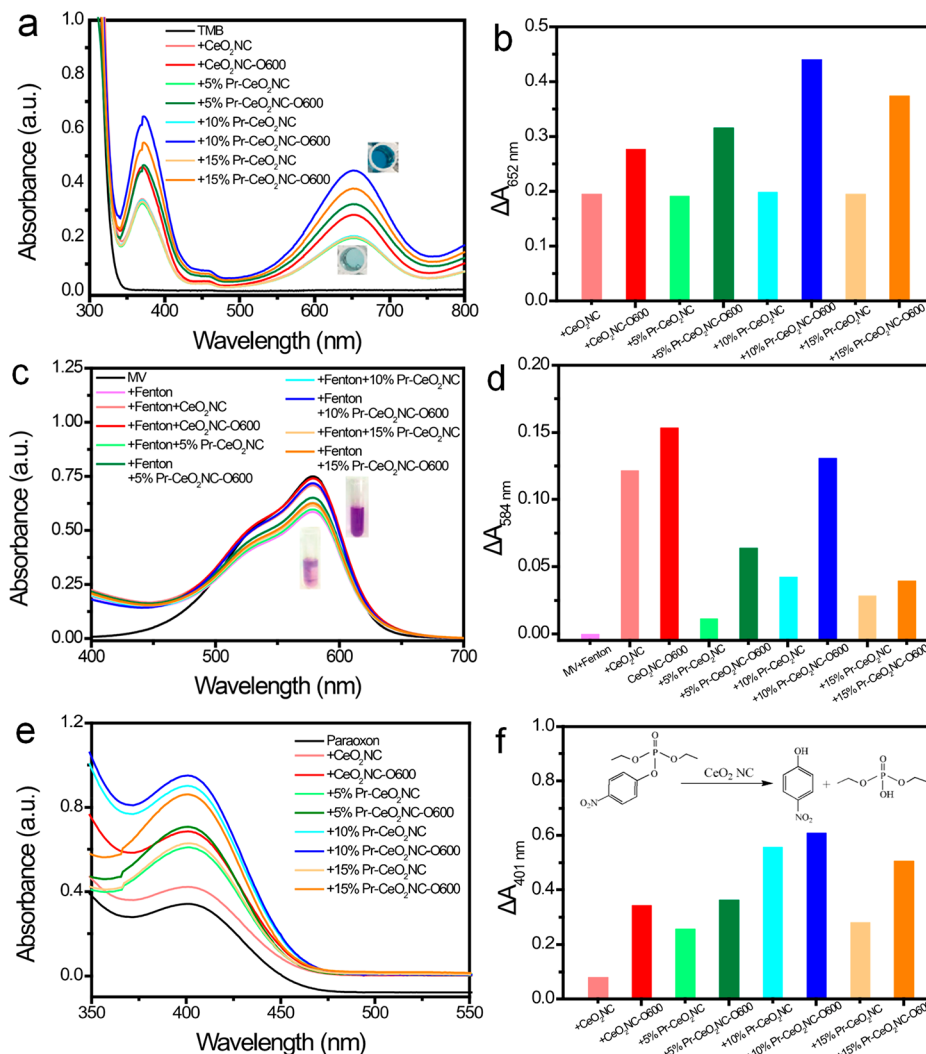 a
Absorbance (a.u.)
1.0
0.8
0.6
0.4
0.2
0.0
TMB
+CeO₂NC
+CeO₂NC-O600
+5% Pr-CeO₂NC
+5% Pr-CeO₂NC-O600
+10% Pr-CeO₂NC
+10% Pr-CeO₂NC-O600
+15% Pr-CeO₂NC
+15% Pr-CeO₂NC-O600
300 400 500 600 700 800
Wavelength (nm)
b
ΔA652 nm
0.5
0.4
0.3
0.2
0.1
0.0
+CeO₂NC
+CeO₂NC-O600
+5% Pr-CeO₂NC
+5% Pr-CeO₂NC-O600
+10% Pr-CeO₂NC
+10% Pr-CeO₂NC-O600
+15% Pr-CeO₂NC
+15% Pr-CeO₂NC-O600
c
Absorbance (a.u.)
1.25
1.00
0.75
0.50
0.25
0.00
MV
+Fenton
+Fenton+CeO₂NC
+Fenton+CeO₂NC-O600
+Fenton+5% Pr-CeO₂NC
+Fenton
+5% Pr-CeO₂NC-O600
+Fenton+10% Pr-CeO₂NC
+Fenton
+10% Pr-CeO₂NC-O600
+Fenton+15% Pr-CeO₂NC
+Fenton
+15% Pr-CeO₂NC-O600
400 500 600 700
Wavelength (nm)
d
ΔA584 nm
0.20
0.15
0.10
0.05
0.00
MV+Fenton
+CeO₂NC
CeO₂NC-O600
+5% Pr-CeO₂NC
+5% Pr-CeO₂NC-O600
+10% Pr-CeO₂NC
+10% Pr-CeO₂NC-O600
+15% Pr-CeO₂NC
+15% Pr-CeO₂NC-O600
e
Absorbance (a.u.)
1.2
0.8
0.4
0.0
Paraoxon
+CeO₂NC
+CeO₂NC-O600
+5% Pr-CeO₂NC
+5% Pr-CeO₂NC-O600
+10% Pr-CeO₂NC
+10% Pr-CeO₂NC-O600
+15% Pr-CeO₂NC
+15% Pr-CeO₂NC-O600
350 400 450 500 550
Wavelength (nm)
f
ΔA401 nm
1.0
0.8
0.6
0.4
0.2
0.0
O
P
O
O
O
O₂N
CeO₂ NC
OH
NO₂
+
O
P
O
O
OH
+CeO₂NC
+CeO₂NC-O600
+5% Pr-CeO₂NC
+5% Pr-CeO₂NC-O600
+10% Pr-CeO₂NC
+10% Pr-CeO₂NC-O600
+15% Pr-CeO₂NC
+15% Pr-CeO₂NC-O600